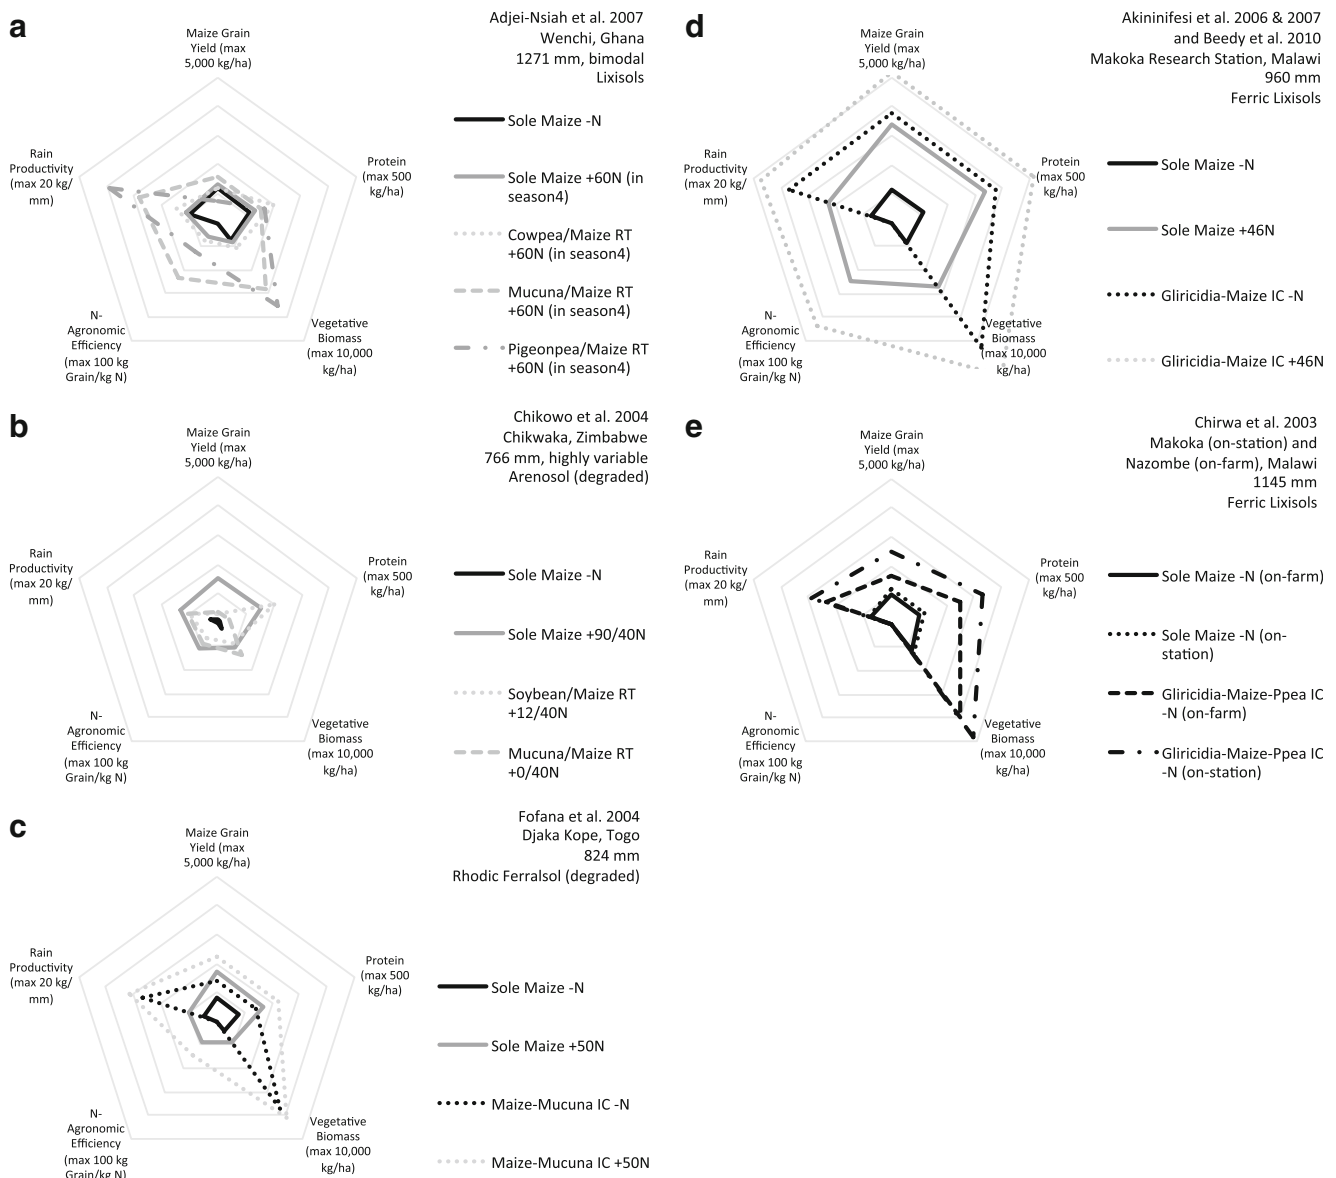 a
Adjei-Nsiah et al. 2007
Wenchi, Ghana
1271 mm, bimodal
Lixisols
Maize Grain
Yield (max
5,000 kg/ha)
Protein
(max 500
kg/ha)
Vegetative
Biomass
(max 10,000
kg/ha)
N-
Agronomic
Efficiency
(max 100 kg
Grain/kg N)
Rain
Productivity
(max 20 kg/
mm)
Sole Maize -N
Sole Maize +60N (in
season4)
Cowpea/Maize RT
+60N (in season4)
Mucuna/Maize RT
+60N (in season4)
Pigeonpea/Maize RT
+60N (in season4)
b
Chikowo et al. 2004
Chikwaka, Zimbabwe
766 mm, highly variable
Arenosol (degraded)
Maize Grain
Yield (max
5,000 kg/ha)
Protein
(max 500
kg/ha)
Vegetative
Biomass
(max 10,000
kg/ha)
N-
Agronomic
Efficiency
(max 100 kg
Grain/kg N)
Rain
Productivity
(max 20 kg/
mm)
Sole Maize -N
Sole Maize +90/40N
Soybean/Maize RT
+12/40N
Mucuna/Maize RT
+0/40N
c
Fofana et al. 2004
Djaka Kope, Togo
824 mm
Rhodic Ferralsol (degraded)
Maize Grain
Yield (max
5,000 kg/ha)
Protein
(max 500
kg/ha)
Vegetative
Biomass
(max 10,000
kg/ha)
N-
Agronomic
Efficiency
(max 100 kg
Grain/kg N)
Rain
Productivity
(max 20 kg/
mm)
Sole Maize -N
Sole Maize +50N
Maize-Mucuna IC -N
Maize-Mucuna IC +50N
d
Akininifesi et al. 2006 & 2007
and Beedy et al. 2010
Makoka Research Station, Malawi
960 mm
Ferric Lixisols
Maize Grain
Yield (max
5,000 kg/ha)
Protein
(max 500
kg/ha)
Vegetative
Biomass
(max 10,000
kg/ha)
N-
Agronomic
Efficiency
(max 100 kg
Grain/kg N)
Rain
Productivity
(max 20 kg/
mm)
Sole Maize -N
Sole Maize +46N
Gliricidia-Maize IC -N
Gliricidia-Maize IC +46N
e
Chirwa et al. 2003
Makoka (on-station) and
Nazombe (on-farm), Malawi
1145 mm
Ferric Lixisols
Maize Grain
Yield (max
5,000 kg/ha)
Protein
(max 500
kg/ha)
Vegetative
Biomass
(max 10,000
kg/ha)
N-
Agronomic
Efficiency
(max 100 kg
Grain/kg N)
Rain
Productivity
(max 20 kg/
mm)
Sole Maize -N (on-farm)
Sole Maize -N (on-
station)
Gliricidia-Maize-Ppea IC
-N (on-farm)
Gliricidia-Maize-Ppea IC
-N (on-station)